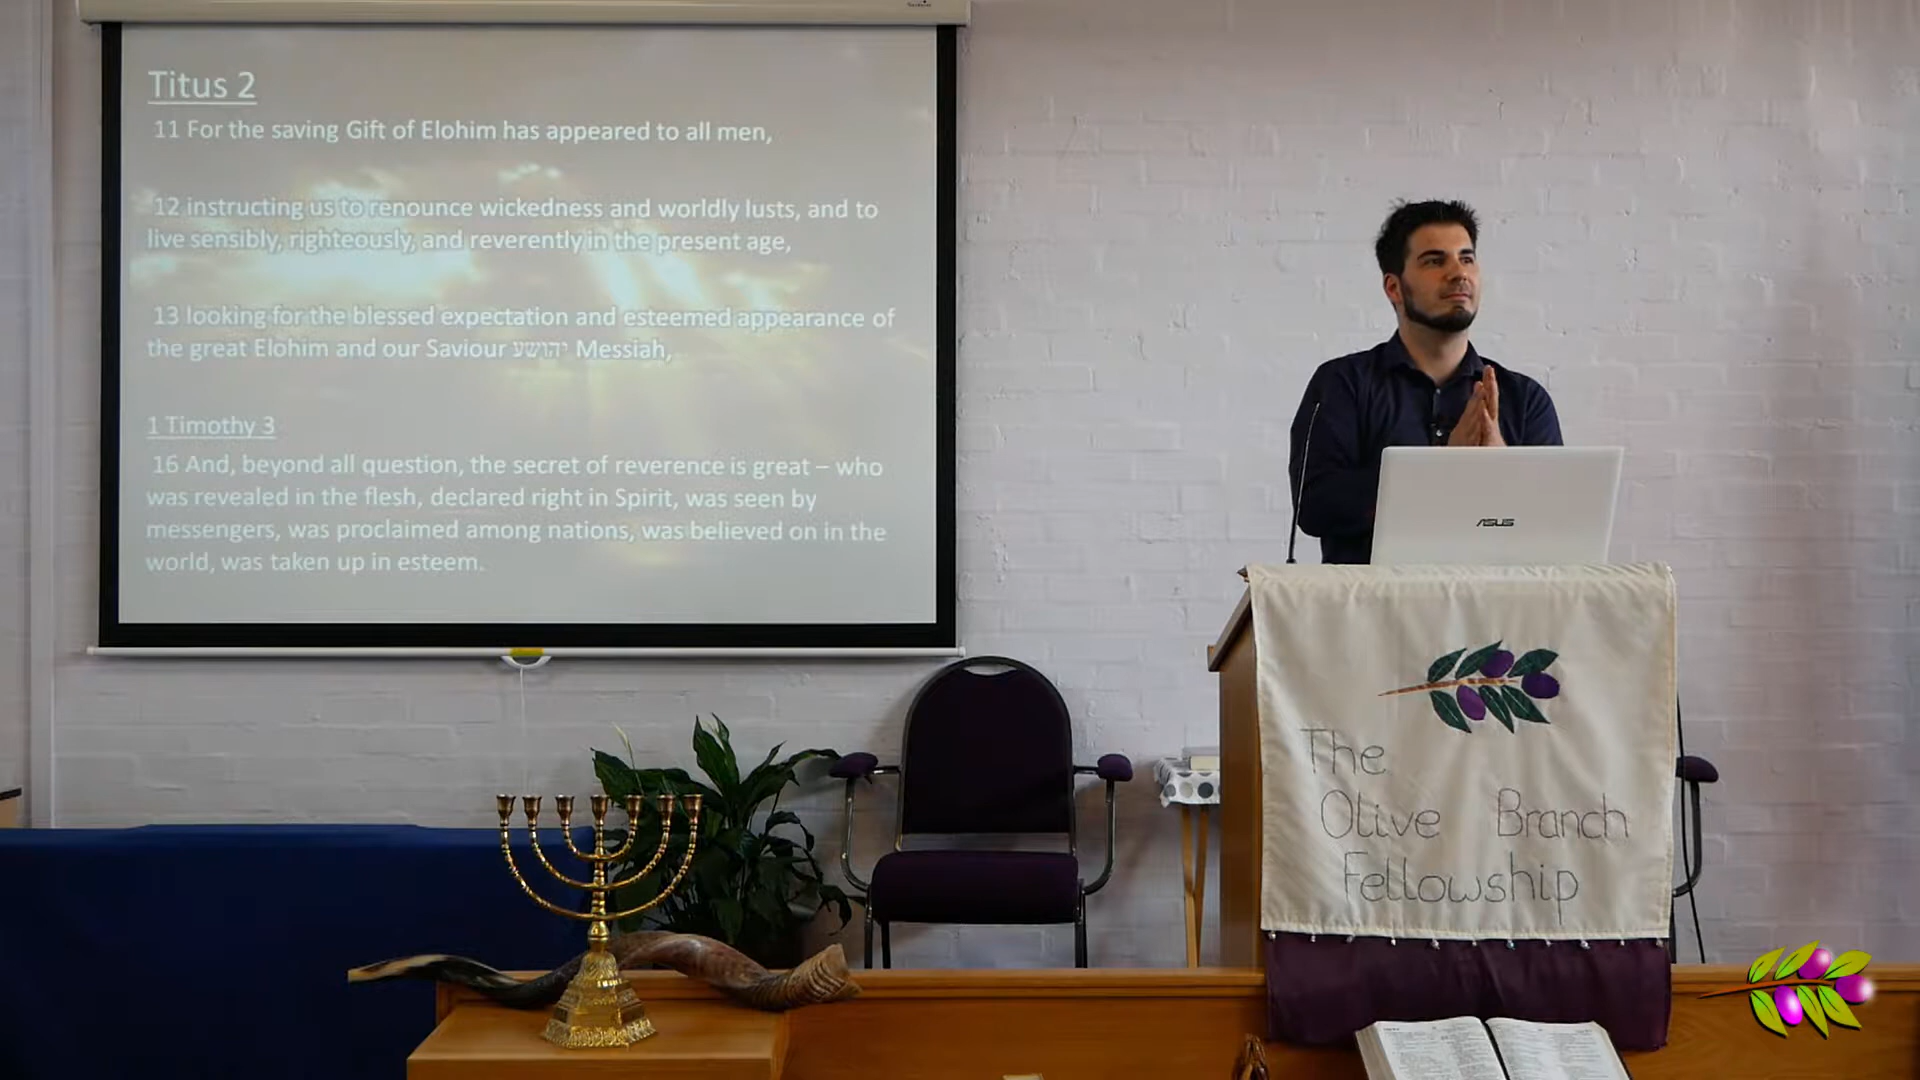 Titus 2
11 For the saving Gift of Elohim has appeared to all men,
12 instructing us to renounce wickedness and worldly lusts, and to
live sensibly, righteously, and reverently in the present age,
13 looking for the blessed expectation and esteemed appearance of
the great Elohim and our Saviour יהושע Messiah,
1 Timothy 3
16 And, beyond all question, the secret of reverence is great – who
was revealed in the flesh, declared right in Spirit, was seen by
messengers, was proclaimed among nations, was believed on in the
world, was taken up in esteem.
ASUS
The
Olive Branch
Fellowship